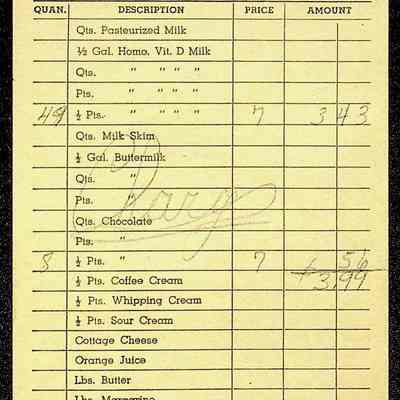 QUAN. DESCRIPTION PRICE AMOUNT
Qts. Pasteurized Milk
½ Gal. Homo. Vit. D Milk
Qts. " " " "
Pts. " " " "
49 ½ Pts. " " " " 7 3 43
Qts. Milk Skim
½ Gal. Buttermilk
Qts. "
Pts. "
Qts. Chocolate
Pts. "
8 ½ Pts. " 7 56
½ Pts. Coffee Cream 3.99
½ Pts. Whipping Cream
½ Pts. Sour Cream
Cottage Cheese
Orange Juice
Lbs. Butter
Lbs. Margarine